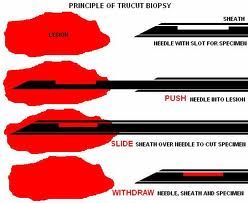 PRINCIPLE OF TRUCUT BIOPSY
SHEATH
LESION
NEEDLE WITH SLOT FOR SPECIMEN
PUSH NEEDLE INTO LESION
SLIDE SHEATH OVER NEEDLE TO CUT SPECIMEN
WITHDRAW NEEDLE, SHEATH AND SPECIMEN